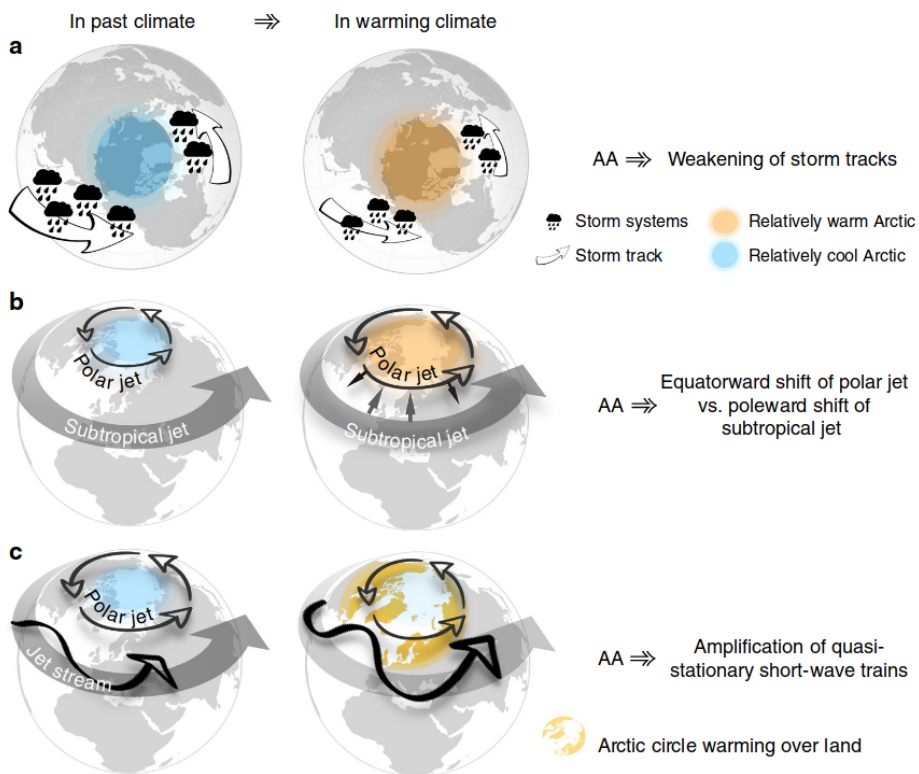 In past climate ⇒ In warming climate
a
AA ⇒ Weakening of storm tracks
Storm systems
Relatively warm Arctic
Storm track
Relatively cool Arctic
b
Polar jet
Subtropical jet
Polar jet
Subtropical jet
AA ⇒
Equatorward shift of polar jet
vs. poleward shift of
subtropical jet
c
Polar jet
Jet stream
AA ⇒
Amplification of quasi-
stationary short-wave trains
Arctic circle warming over land